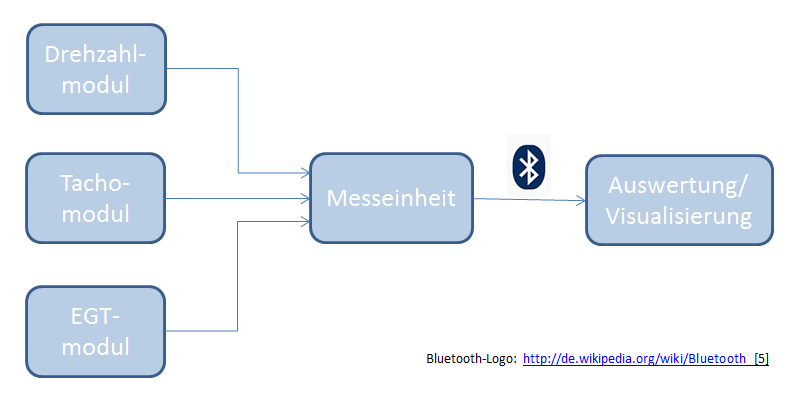 Drehzahl-
modul
Tacho-
modul
EGT-
modul
Messeinheit
Auswertung/
Visualisierung
Bluetooth-Logo: http://de.wikipedia.org/wiki/Bluetooth [5]